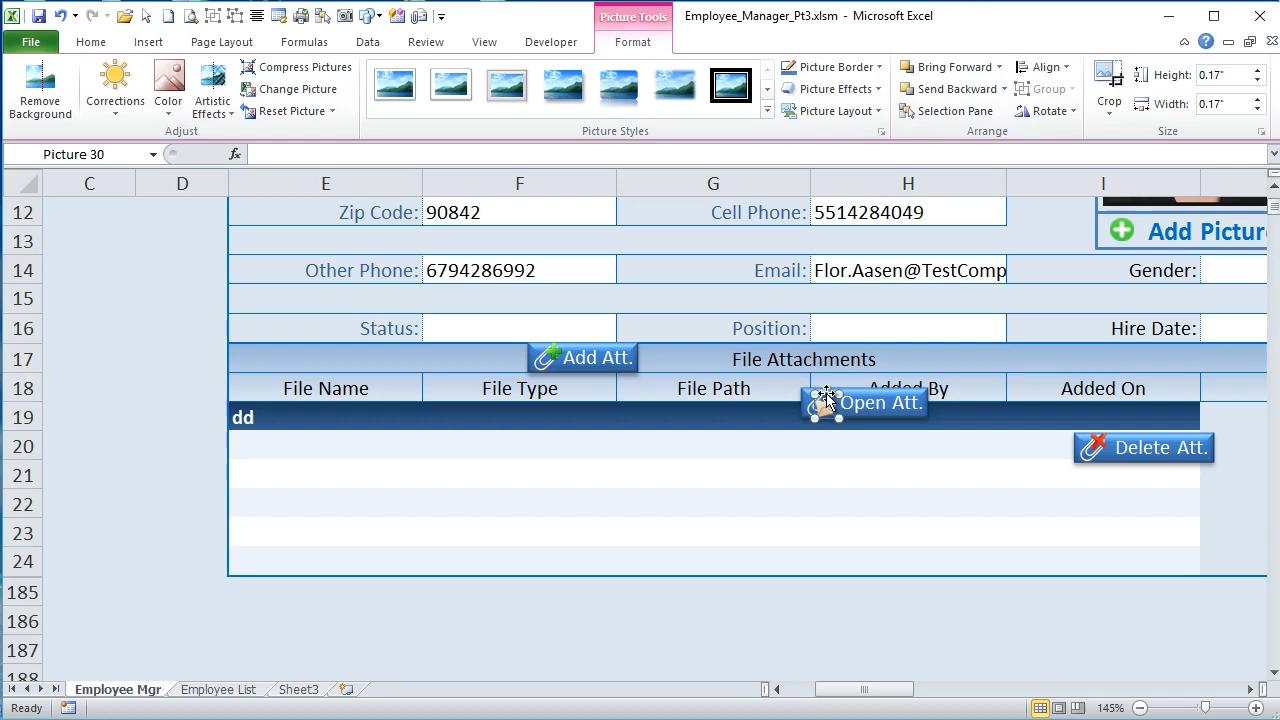 Picture Tools
Employee_Manager_Pt3.xlsm - Microsoft Excel
File Home Insert Page Layout Formulas Data Review View Developer Format
Remove Background
Corrections
Color
Artistic Effects
Compress Pictures
Change Picture
Reset Picture
Adjust
Picture Styles
Picture Border
Picture Effects
Picture Layout
Bring Forward
Send Backward
Selection Pane
Align
Group
Rotate
Arrange
Crop
Height: 0.17"
Width: 0.17"
Size
Picture 30
fx
C D E F G H I
12 Zip Code: 90842 Cell Phone: 5514284049
13 Add Pictur
14 Other Phone: 6794286992 Email: Flor.Aasen@TestComp Gender:
15
16 Status: Position: Hire Date:
17 Add Att. File Attachments
18 File Name File Type File Path Added By Added On
Open Att.
19 dd
20 Delete Att.
21
22
23
24
185
186
187
188
Employee Mgr Employee List Sheet3
Ready 145%